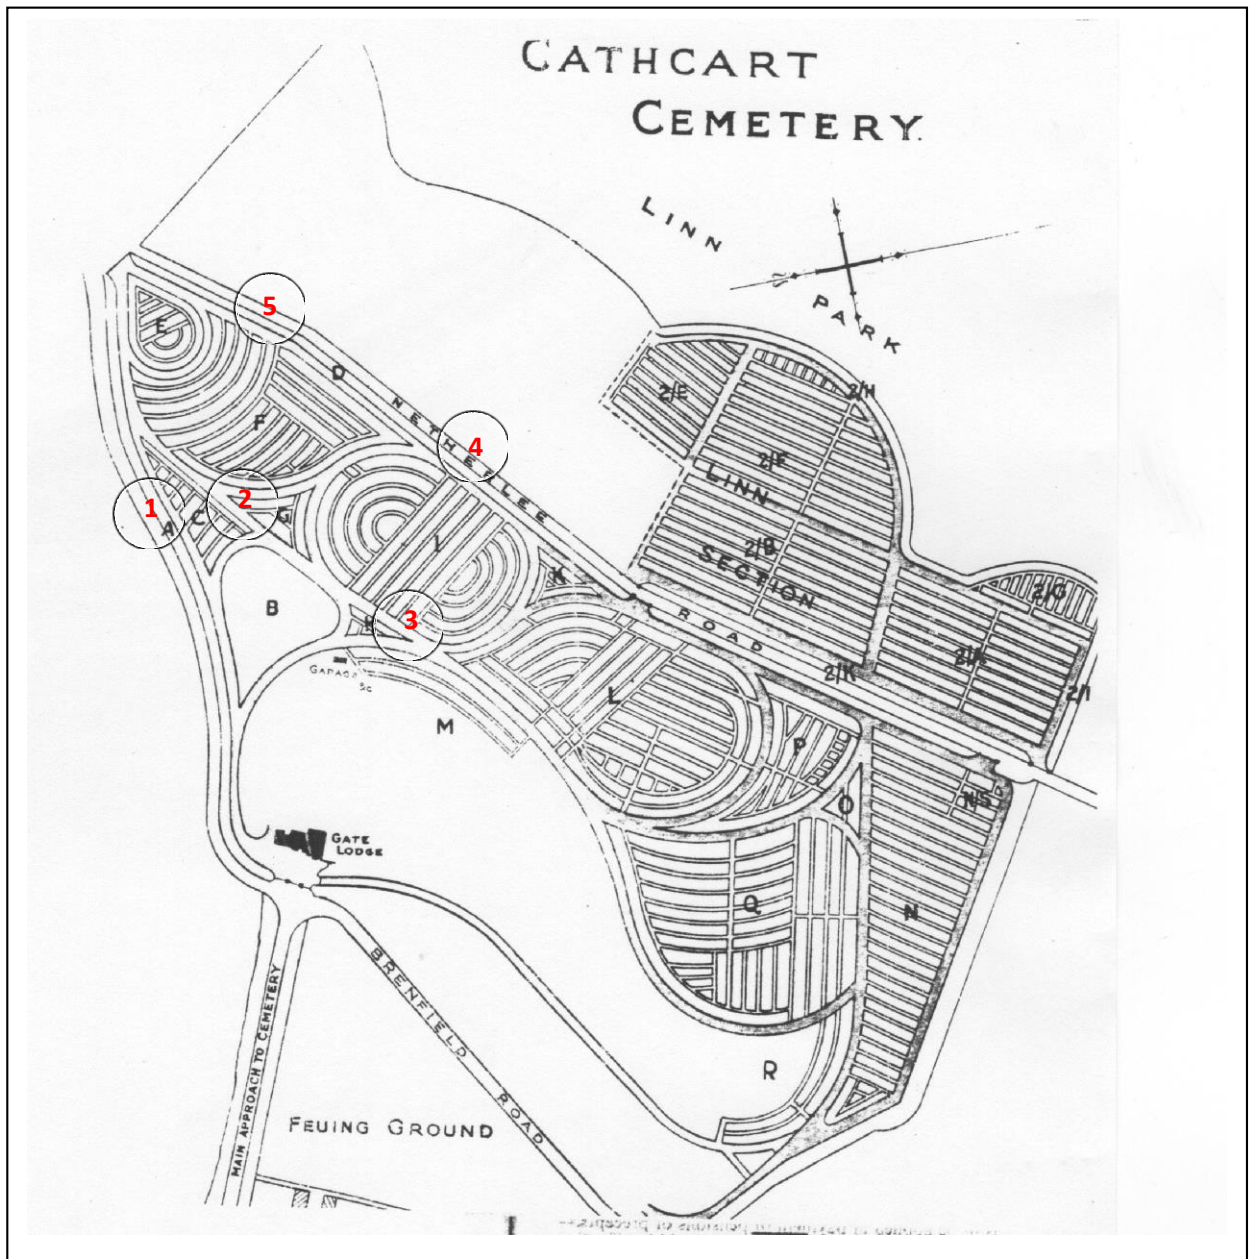 CATHCART
CEMETERY.
LINN
PARK
5
E
D
NETHERLEE
2/E
2/H
F
4
2/F
LINN
1
2
A
C
G
I
2/B
SECTION
K
2/G
B
3
H
ROAD
2/A
2/K
2/I
GARAGE
L
M
P
O
N/S
GATE
LODGE
Q
N
BRENFIELD ROAD
MAIN APPROACH TO CEMETERY
R
FEUING GROUND